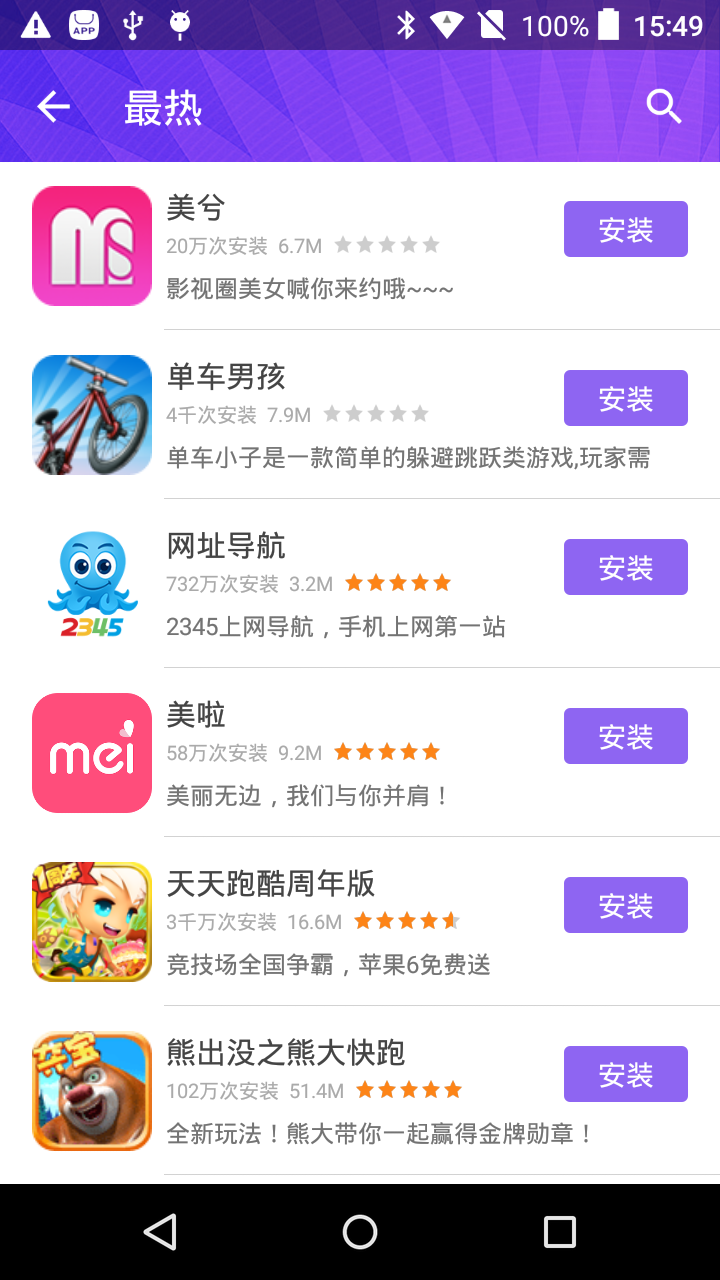 APP
100%
15:49
最热
美兮
20万次安装 6.7M
安装
影视圈美女喊你来约哦~~~
单车男孩
4千次安装 7.9M
安装
单车小子是一款简单的躲避跳跃类游戏,玩家需
网址导航
732万次安装 3.2M
安装
2345
2345上网导航，手机上网第一站
美啦
58万次安装 9.2M
安装
mei
美丽无边，我们与你并肩！
1周年
天天跑酷周年版
3千万次安装 16.6M
安装
竞技场全国争霸，苹果6免费送
夺宝
熊出没之熊大快跑
102万次安装 51.4M
安装
全新玩法！熊大带你一起赢得金牌勋章！